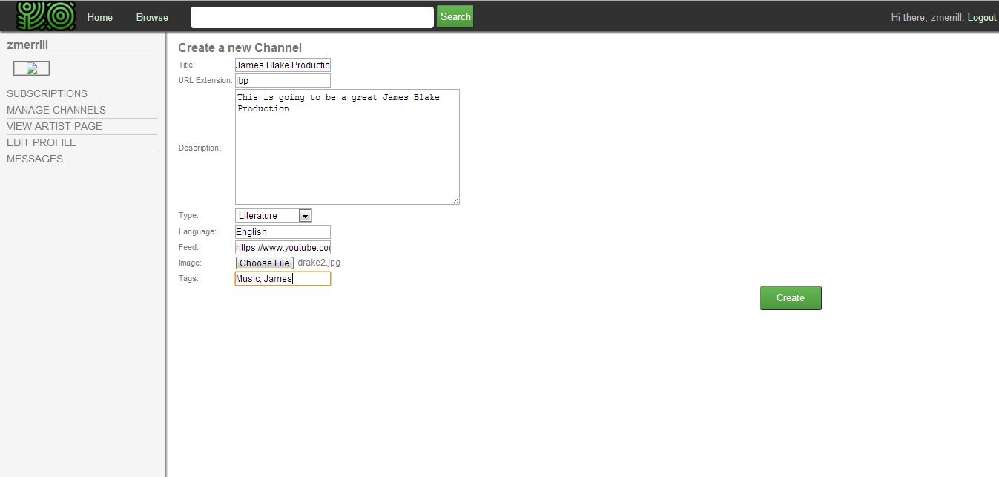 Home Browse Search Hi there, zmerrill. Logout
zmerrill
SUBSCRIPTIONS
MANAGE CHANNELS
VIEW ARTIST PAGE
EDIT PROFILE
MESSAGES
Create a new Channel
Title: James Blake Productio
URL Extension: jbp
Description: This is going to be a great James Blake
Production
Type: Literature
Language: English
Feed: https://www.youtube.co
Image: Choose File drake2.jpg
Tags: Music, James
Create